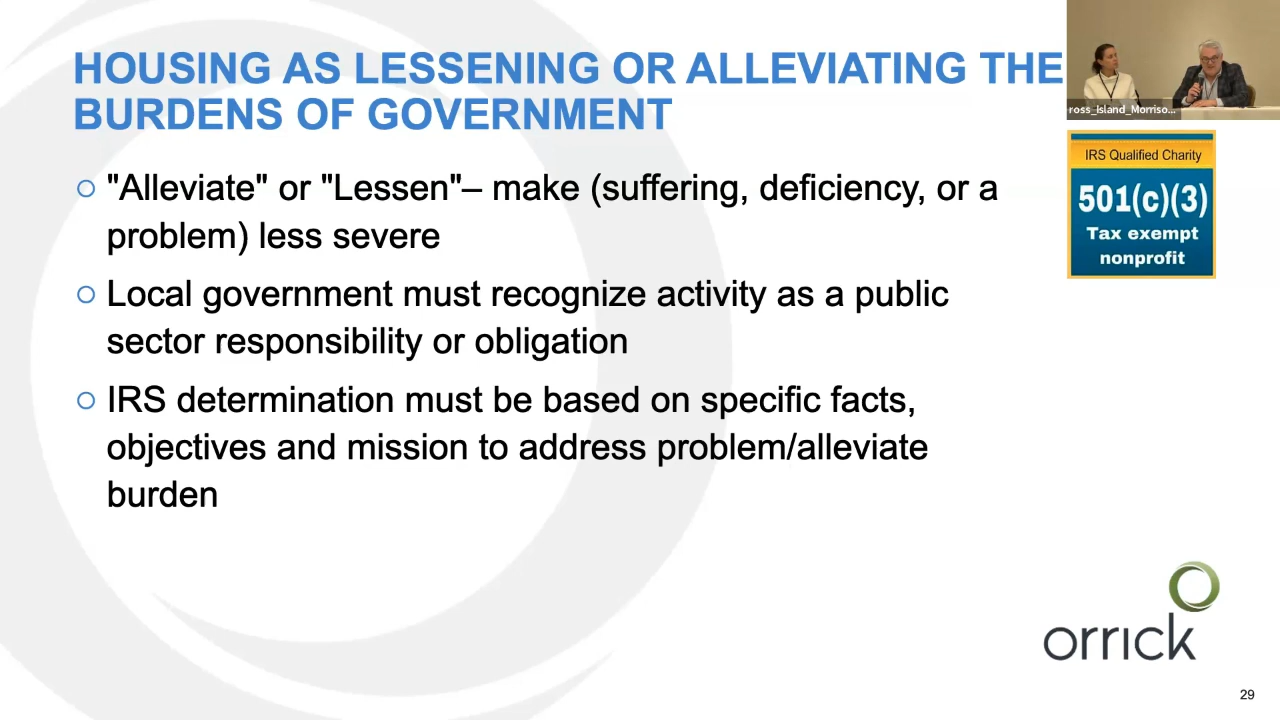 HOUSING AS LESSENING OR ALLEVIATING THE
BURDENS OF GOVERNMENT
"Alleviate" or "Lessen"– make (suffering, deficiency, or a
problem) less severe
Local government must recognize activity as a public
sector responsibility or obligation
IRS determination must be based on specific facts,
objectives and mission to address problem/alleviate
burden
ross_Island_Morriso...
IRS Qualified Charity
501(c)(3)
Tax exempt
nonprofit
orrick
29